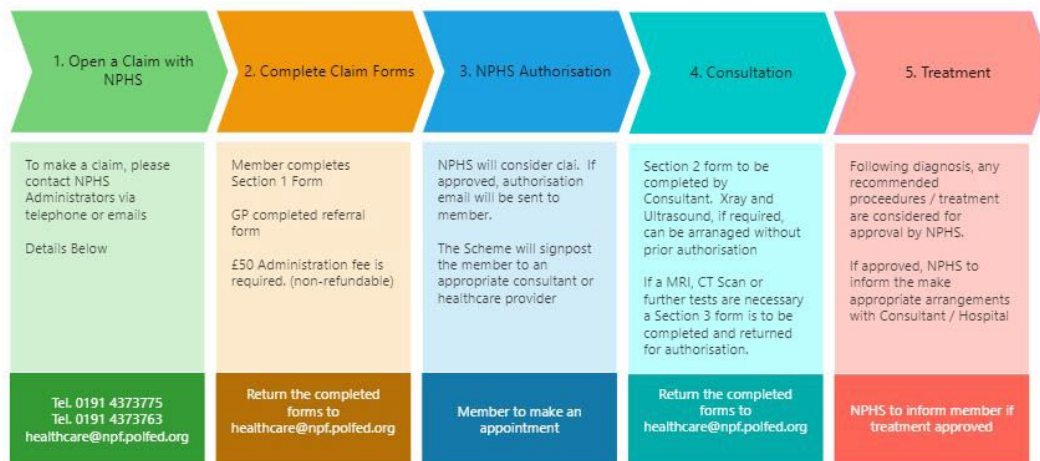 1. Open a Claim with
NPHS
2. Complete Claim Forms
3. NPHS Authorisation
4. Consultation
5. Treatment
To make a claim, please
contact NPHS
Administrators via
telephone or emails
Details Below
Member completes
Section 1 Form
GP completed referral
form
£50 Administration fee is
required. (non-refundable)
NPHS will consider clai. If
approved, authorisation
email will be sent to
member.
The Scheme will signpost
the member to an
appropriate consultant or
healthcare provider
Section 2 form to be
completed by
Consultant. Xray and
Ultrasound, if required,
can be arranaged without
prior authorisation
If a MRI, CT Scan or
further tests are necessary
a Section 3 form is to be
completed and returned
for authorisation.
Following diagnosis, any
recommended
proceedures / treatment
are considered for
approval by NPHS.
If approved, NPHS to
inform the make
appropriate arrangements
with Consultant / Hospital
Tel. 0191 4373775
Tel. 0191 4373763
healthcare@npf.polfed.org
Return the completed
forms to
healthcare@npf.polfed.org
Member to make an
appointment
Return the completed
forms to
healthcare@npf.polfed.org
NPHS to inform member if
treatment approved